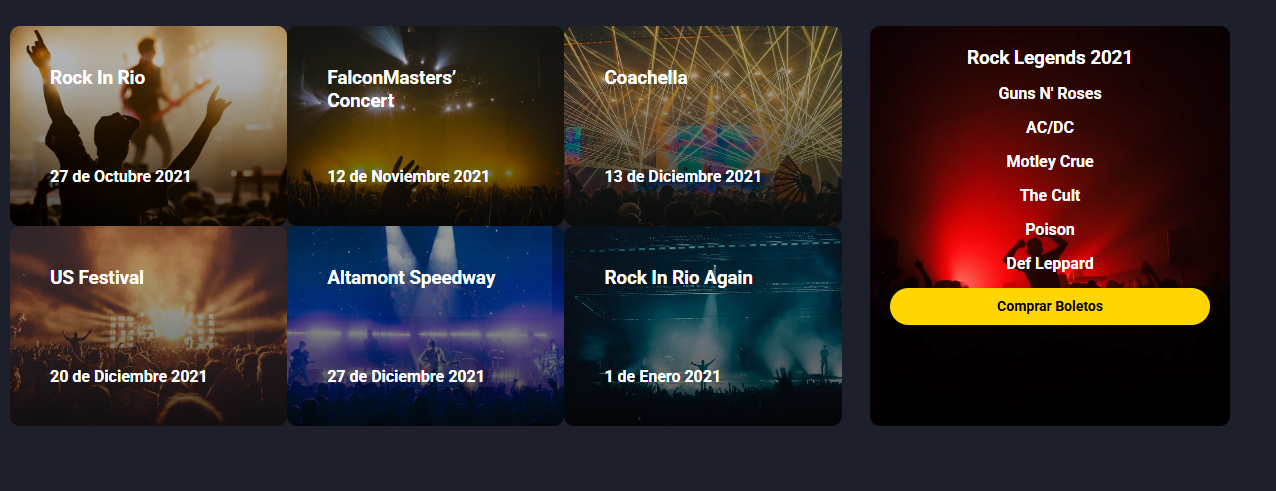 Rock In Rio
27 de Octubre 2021
FalconMasters’
Concert
12 de Noviembre 2021
Coachella
13 de Diciembre 2021
US Festival
20 de Diciembre 2021
Altamont Speedway
27 de Diciembre 2021
Rock In Rio Again
1 de Enero 2021
Rock Legends 2021
Guns N' Roses
AC/DC
Motley Crue
The Cult
Poison
Def Leppard
Comprar Boletos